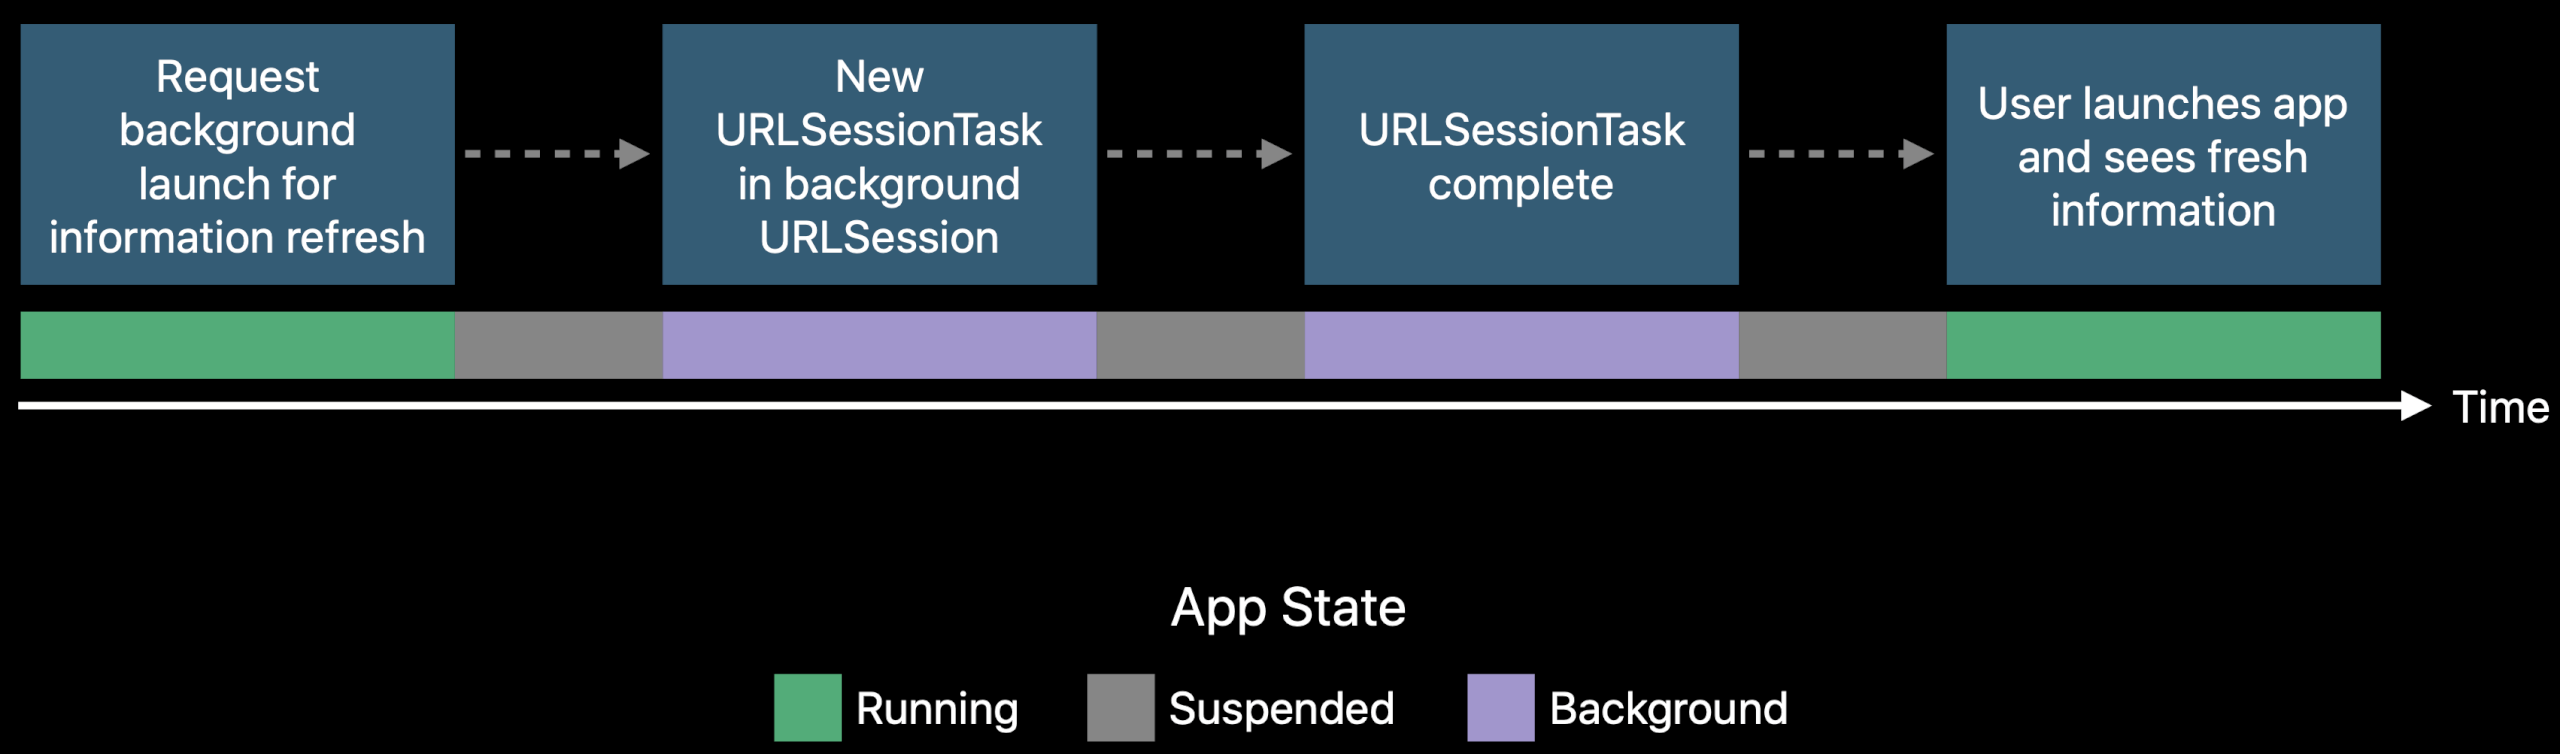 Request
background
launch for
information refresh
New
URLSessionTask
in background
URLSession
URLSessionTask
complete
User launches app
and sees fresh
information
Time
App State
Running
Suspended
Background